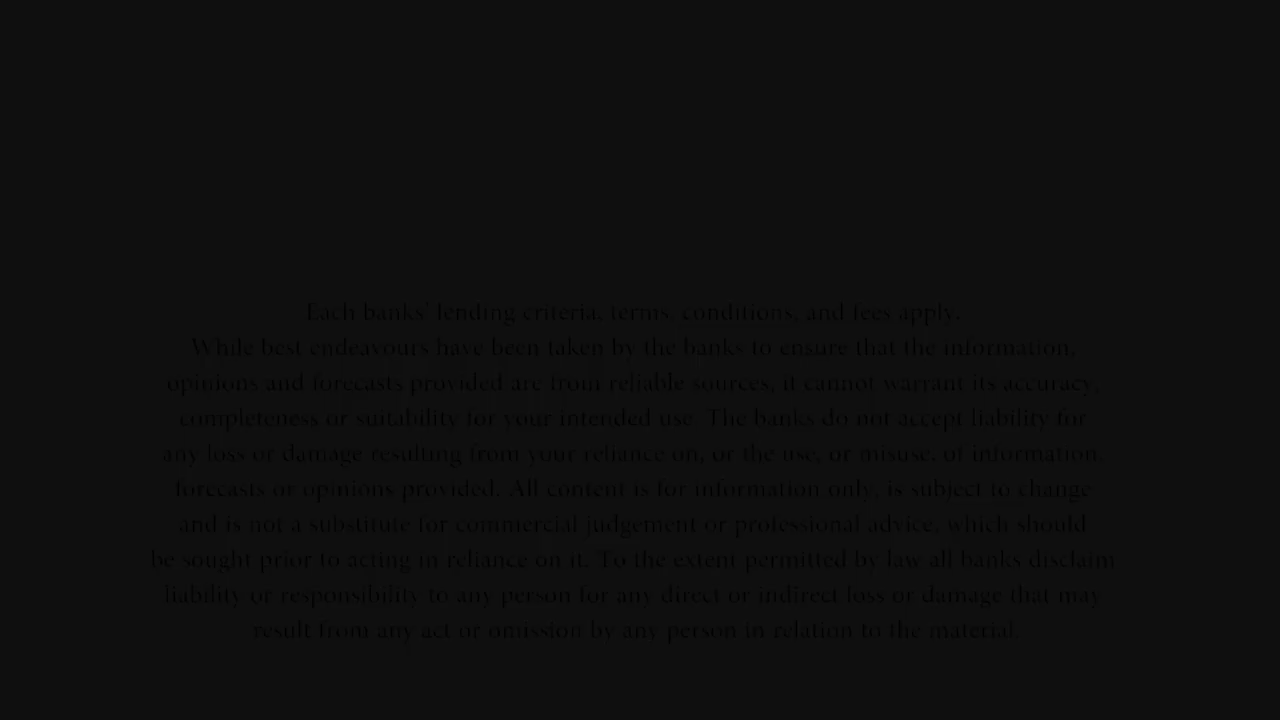 Each banks' lending criteria, terms, conditions, and fees apply.
While best endeavours have been taken by the banks to ensure that the information,
opinions and forecasts provided are from reliable sources, it cannot warrant its accuracy,
completeness or suitability for your intended use. The banks do not accept liability for
any loss or damage resulting from your reliance on, or the use, or misuse, of information,
forecasts or opinions provided. All content is for information only, is subject to change
and is not a substitute for commercial judgement or professional advice, which should
be sought prior to acting in reliance on it. To the extent permitted by law all banks disclaim
liability or responsibility to any person for any direct or indirect loss or damage that may
result from any act or omission by any person in relation to the material.